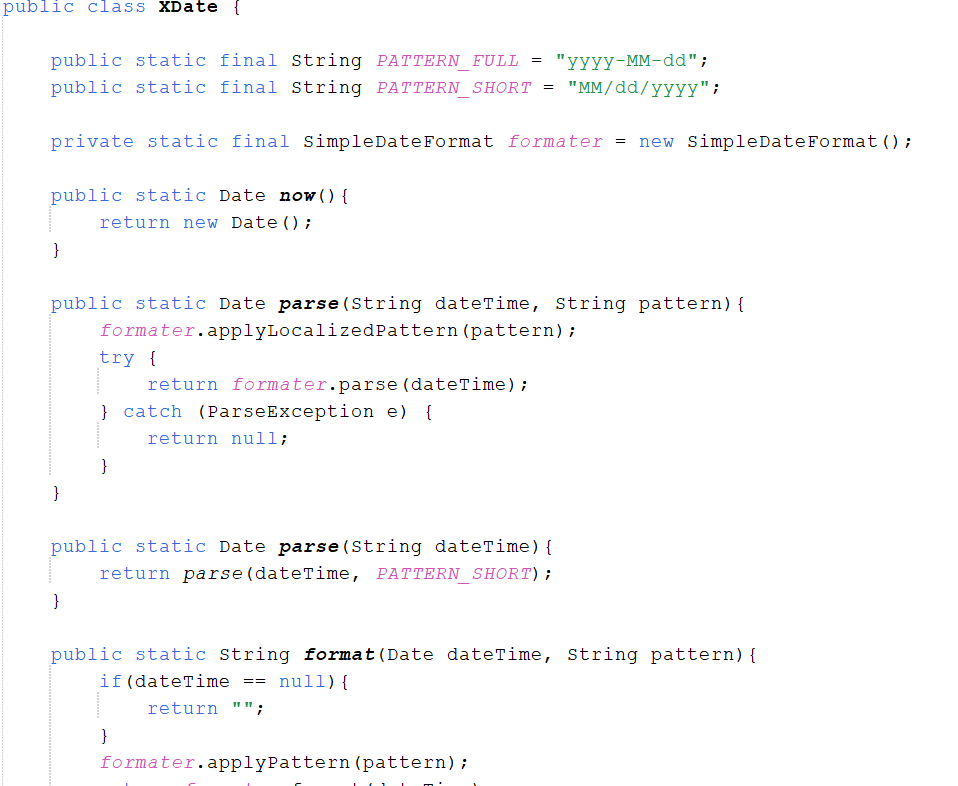 public class XDate {
public static final String PATTERN_FULL = "yyyy-MM-dd";
public static final String PATTERN_SHORT = "MM/dd/yyyy";
private static final SimpleDateFormat formater = new SimpleDateFormat();
public static Date now(){
return new Date();
}
public static Date parse(String dateTime, String pattern){
formater.applyLocalizedPattern(pattern);
try {
return formater.parse(dateTime);
} catch (ParseException e) {
return null;
}
}
public static Date parse(String dateTime){
return parse(dateTime, PATTERN_SHORT);
}
public static String format(Date dateTime, String pattern){
if(dateTime == null){
return "";
}
formater.applyPattern(pattern);